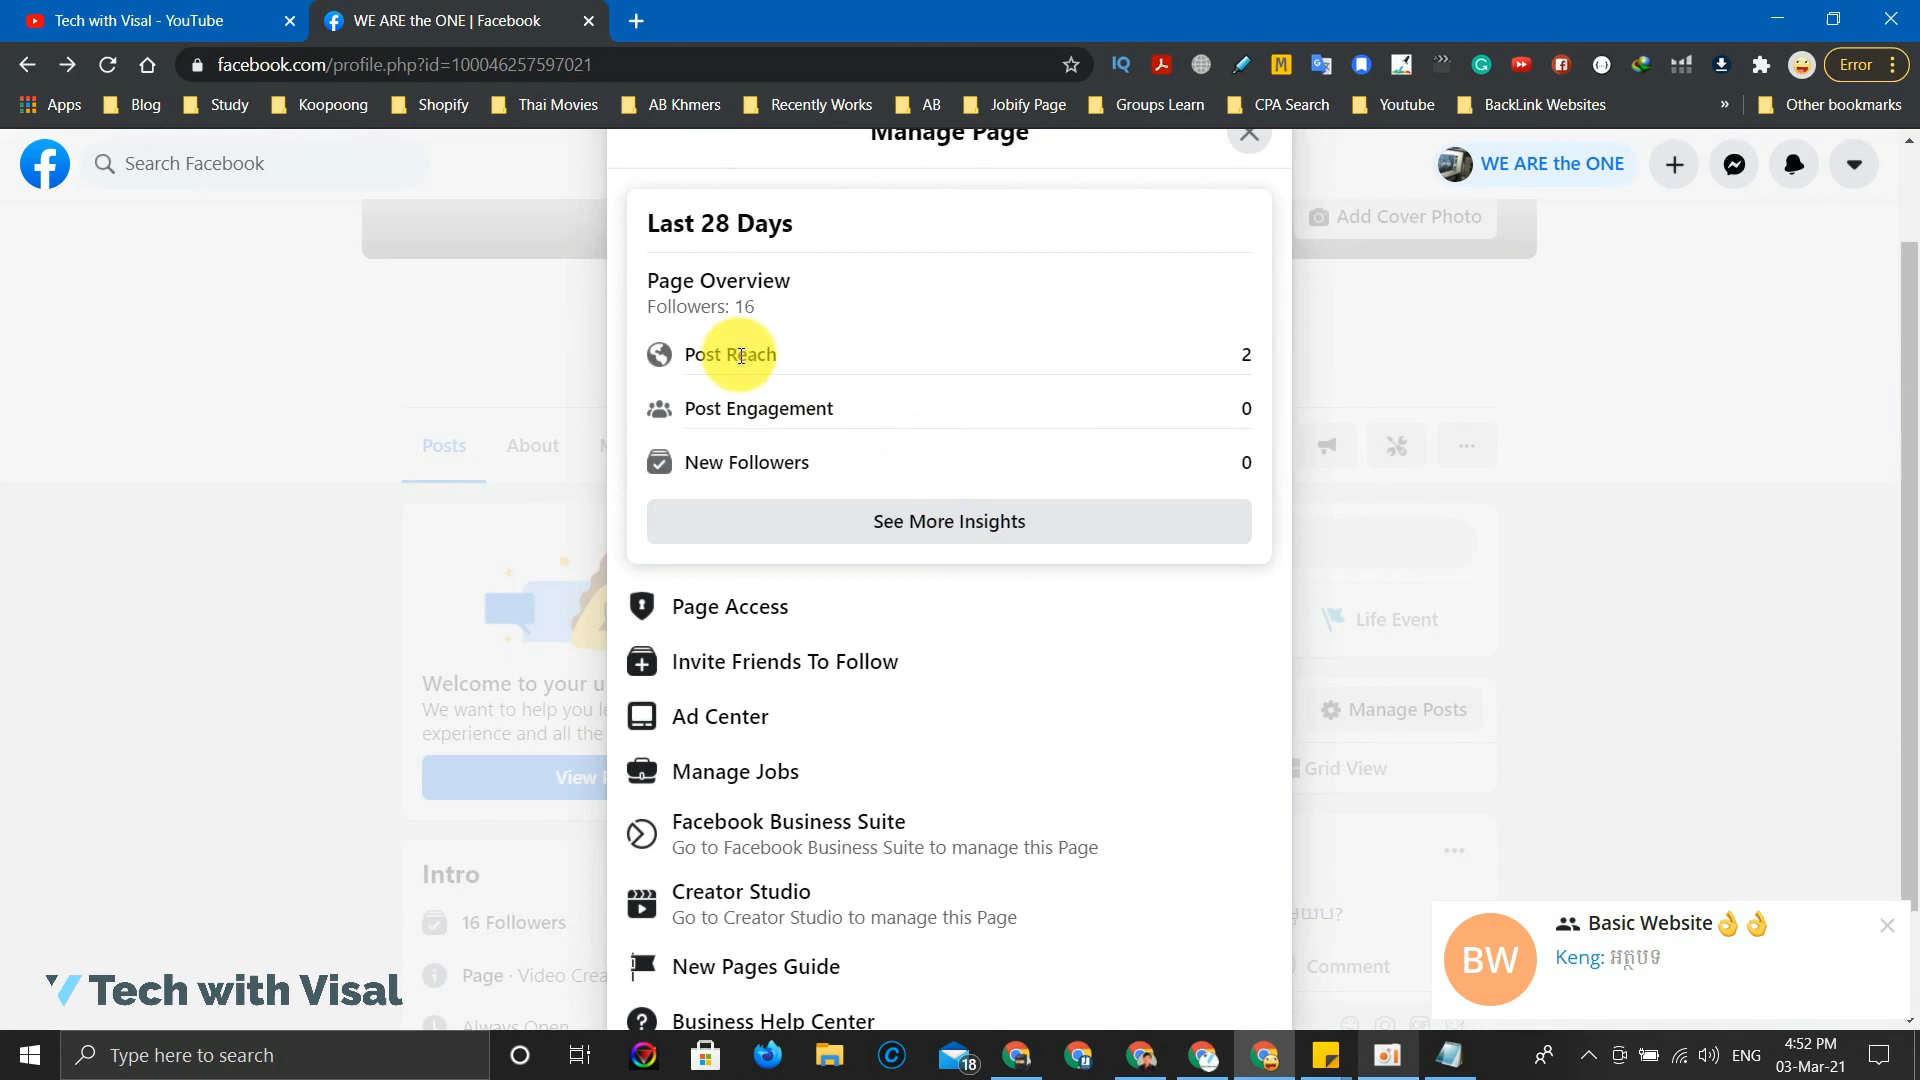 Tech with Visal - YouTube
WE ARE the ONE | Facebook
facebook.com/profile.php?id=100046257597021
Error
Apps
Blog
Study
Koopoong
Shopify
Thai Movies
AB Khmers
Recently Works
AB
Jobify Page
Groups Learn
CPA Search
Youtube
BackLink Websites
»
Other bookmarks
Search Facebook
Manage Page
WE ARE the ONE
Add Cover Photo
Last 28 Days
Page Overview
Followers: 16
Post Reach 2
Post Engagement 0
New Followers 0
See More Insights
Posts
About
Page Access
Invite Friends To Follow
Ad Center
Manage Jobs
Facebook Business Suite
Go to Facebook Business Suite to manage this Page
Creator Studio
Go to Creator Studio to manage this Page
New Pages Guide
Business Help Center
Life Event
Manage Posts
Grid View
Comment
Welcome to your
We want to help you
experience and all the
View
Intro
16 Followers
Page · Video Crea
Always Open
Tech with Visal
BW
Basic Website👌👌
Keng: អត្ថបទ
Type here to search
18
ENG
4:52 PM
03-Mar-21